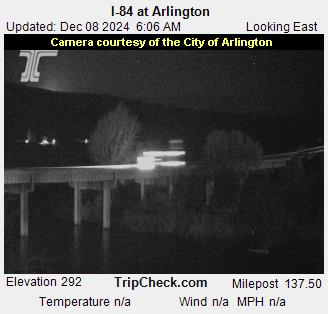 I-84 at Arlington
Updated: Dec 08 2024 6:06 AM Looking East
Camera courtesy of the City of Arlington
Elevation 292 TripCheck.com Milepost 137.50
Temperature n/a Wind n/a MPH n/a